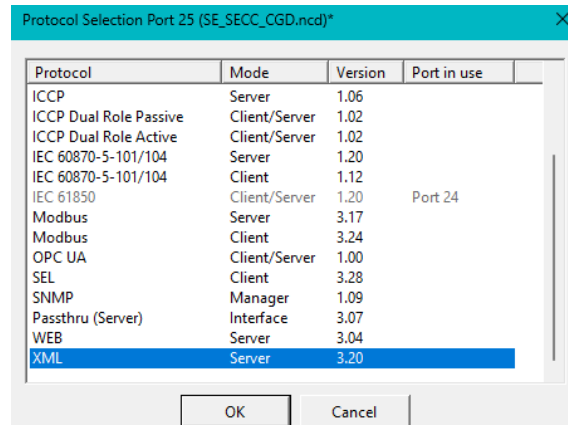 Protocol Selection Port 25 (SE_SECC_CGD.ncd)*
Protocol Mode Version Port in use
ICCP Server 1.06
ICCP Dual Role Passive Client/Server 1.02
ICCP Dual Role Active Client/Server 1.02
IEC 60870-5-101/104 Server 1.20
IEC 60870-5-101/104 Client 1.12
IEC 61850 Client/Server 1.20 Port 24
Modbus Server 3.17
Modbus Client 3.24
OPC UA Client/Server 1.00
SEL Client 3.28
SNMP Manager 1.09
Passthru (Server) Interface 3.07
WEB Server 3.04
XML Server 3.20
OK Cancel